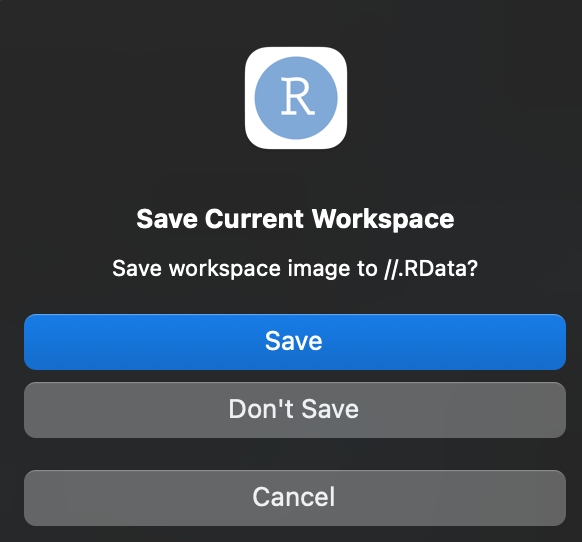 R
Save Current Workspace
Save workspace image to //.RData?
Save
Don't Save
Cancel